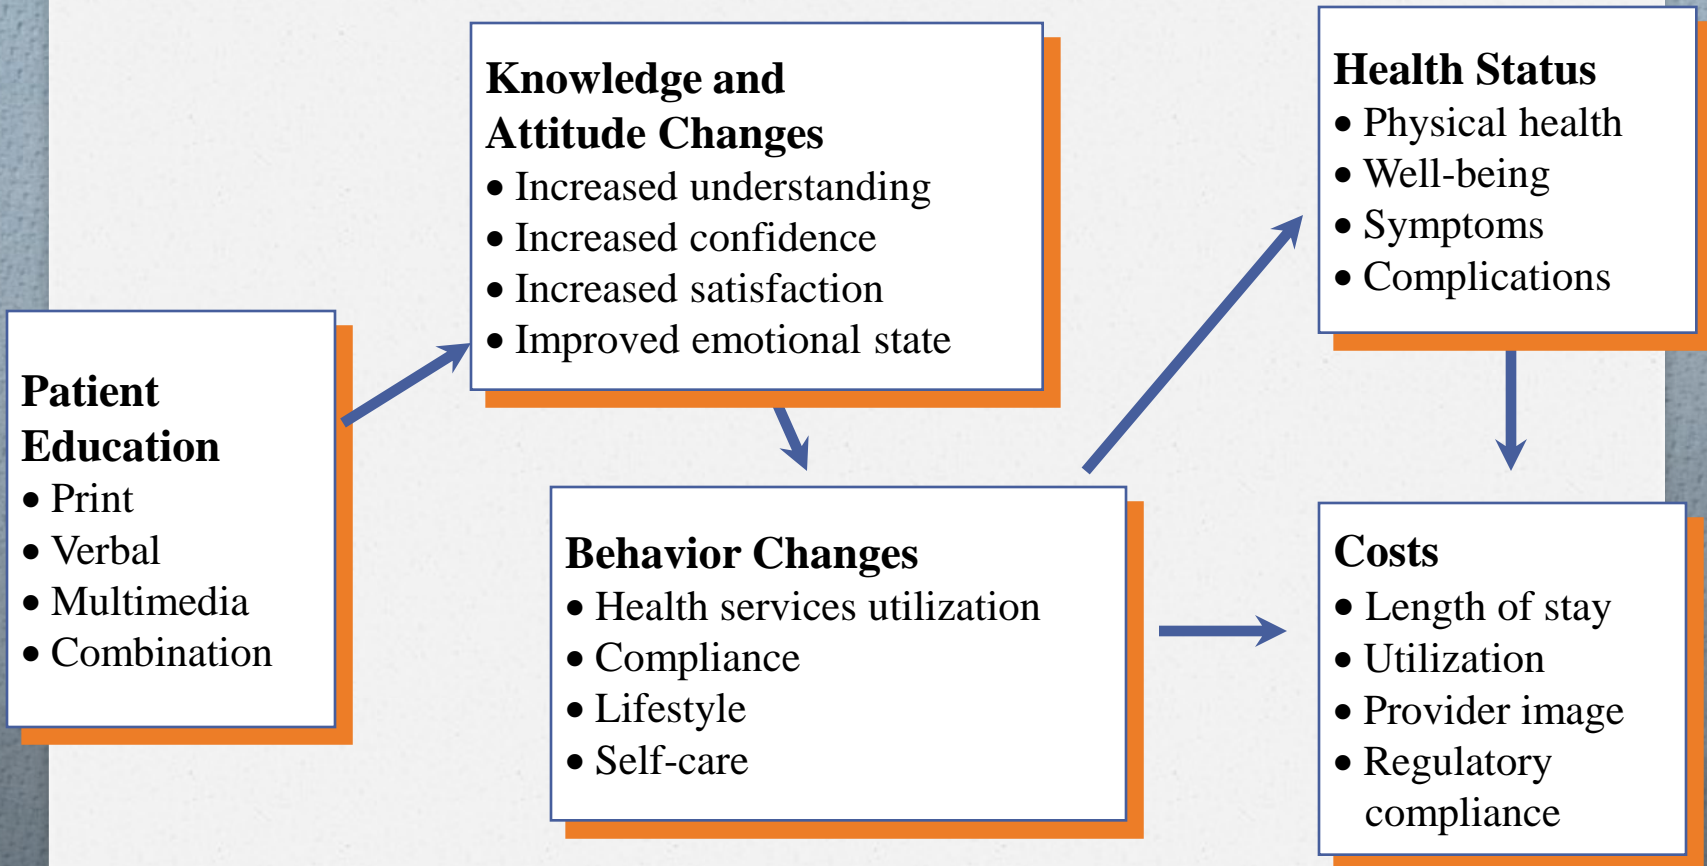 Patient
Education
• Print
• Verbal
• Multimedia
• Combination
Knowledge and
Attitude Changes
• Increased understanding
• Increased confidence
• Increased satisfaction
• Improved emotional state
Behavior Changes
• Health services utilization
• Compliance
• Lifestyle
• Self-care
Health Status
• Physical health
• Well-being
• Symptoms
• Complications
Costs
• Length of stay
• Utilization
• Provider image
• Regulatory
compliance